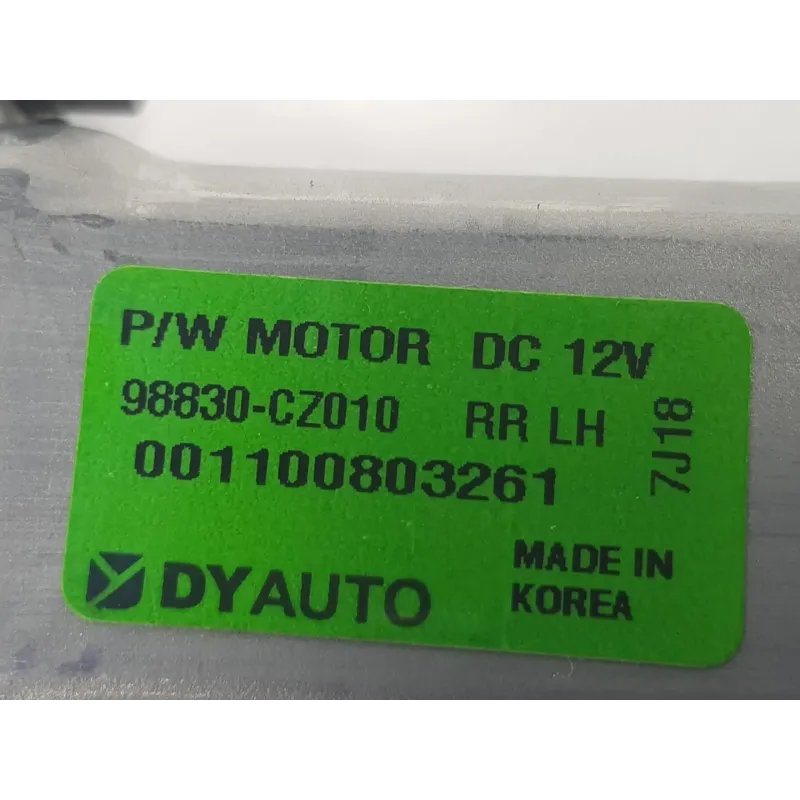 P/W MOTOR DC 12V
98830-CZ010 RR LH
7J18
001100803261
DYAUTO
MADE IN
KOREA